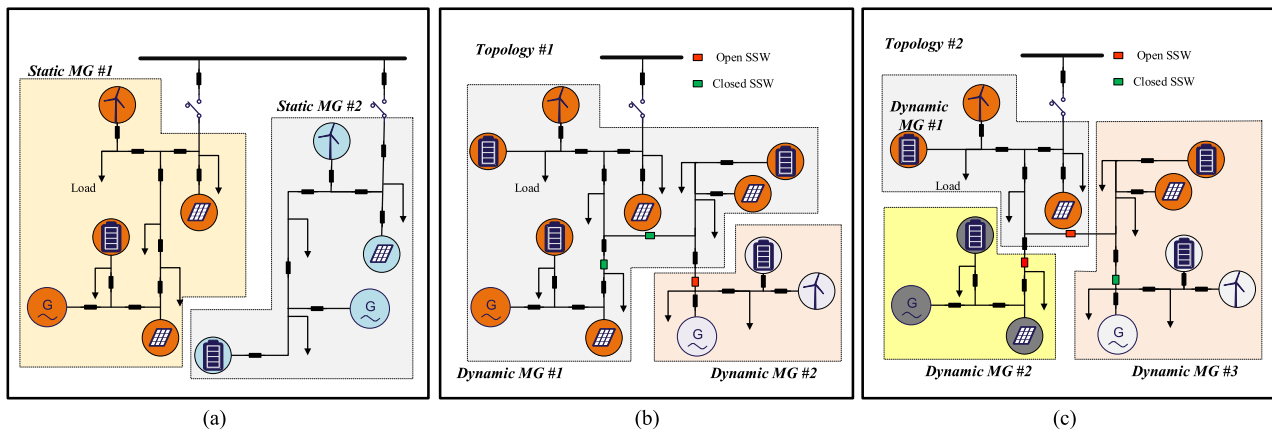 Static MG #1
Static MG #2
Load
G
G
(a)
Topology #1
Open SSW
Closed SSW
Load
G
G
Dynamic MG #1
Dynamic MG #2
(b)
Topology #2
Open SSW
Closed SSW
Dynamic
MG #1
Load
G
G
Dynamic MG #2
Dynamic MG #3
(c)